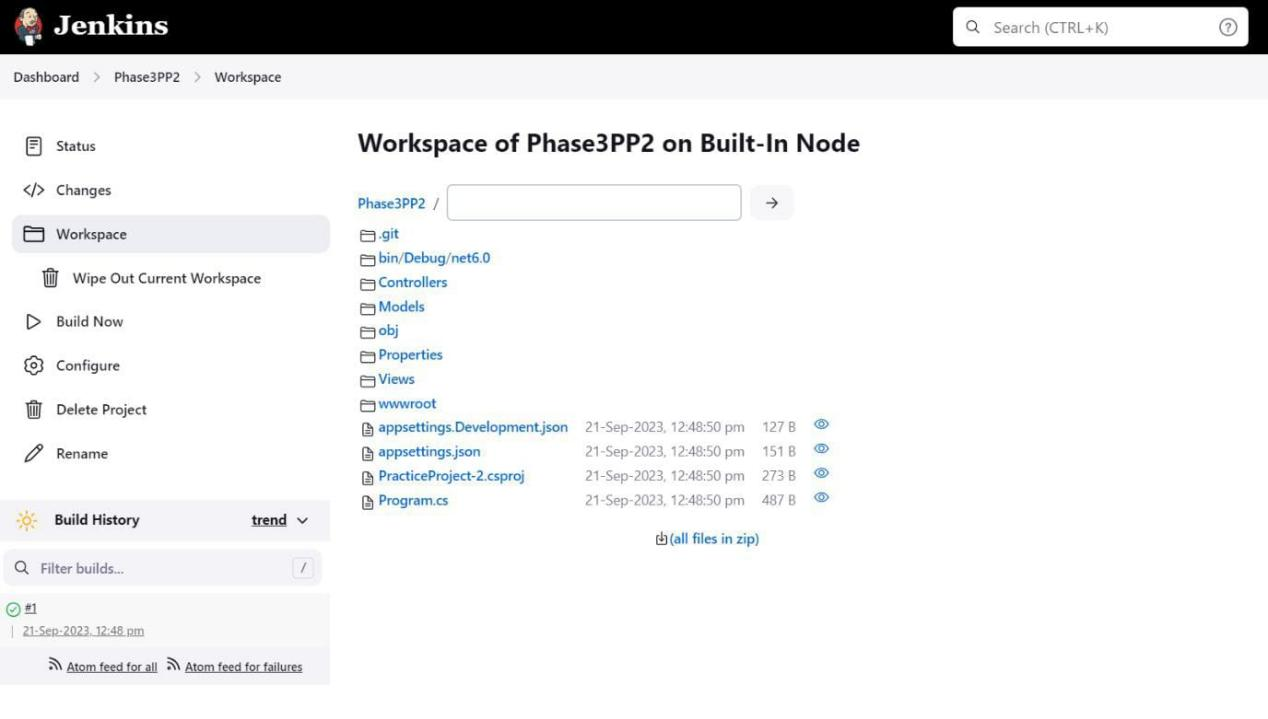 Jenkins
Search (CTRL+K)
Dashboard > Phase3PP2 > Workspace
Status
Changes
Workspace
Wipe Out Current Workspace
Build Now
Configure
Delete Project
Rename
Build History trend
Filter builds... /
#1
21-Sep-2023, 12:48 pm
Atom feed for all Atom feed for failures
Workspace of Phase3PP2 on Built-In Node
Phase3PP2 /
.git
bin/Debug/net6.0
Controllers
Models
obj
Properties
Views
wwwroot
appsettings.Development.json 21-Sep-2023, 12:48:50 pm 127 B
appsettings.json 21-Sep-2023, 12:48:50 pm 151 B
PracticeProject-2.csproj 21-Sep-2023, 12:48:50 pm 273 B
Program.cs 21-Sep-2023, 12:48:50 pm 487 B
(all files in zip)